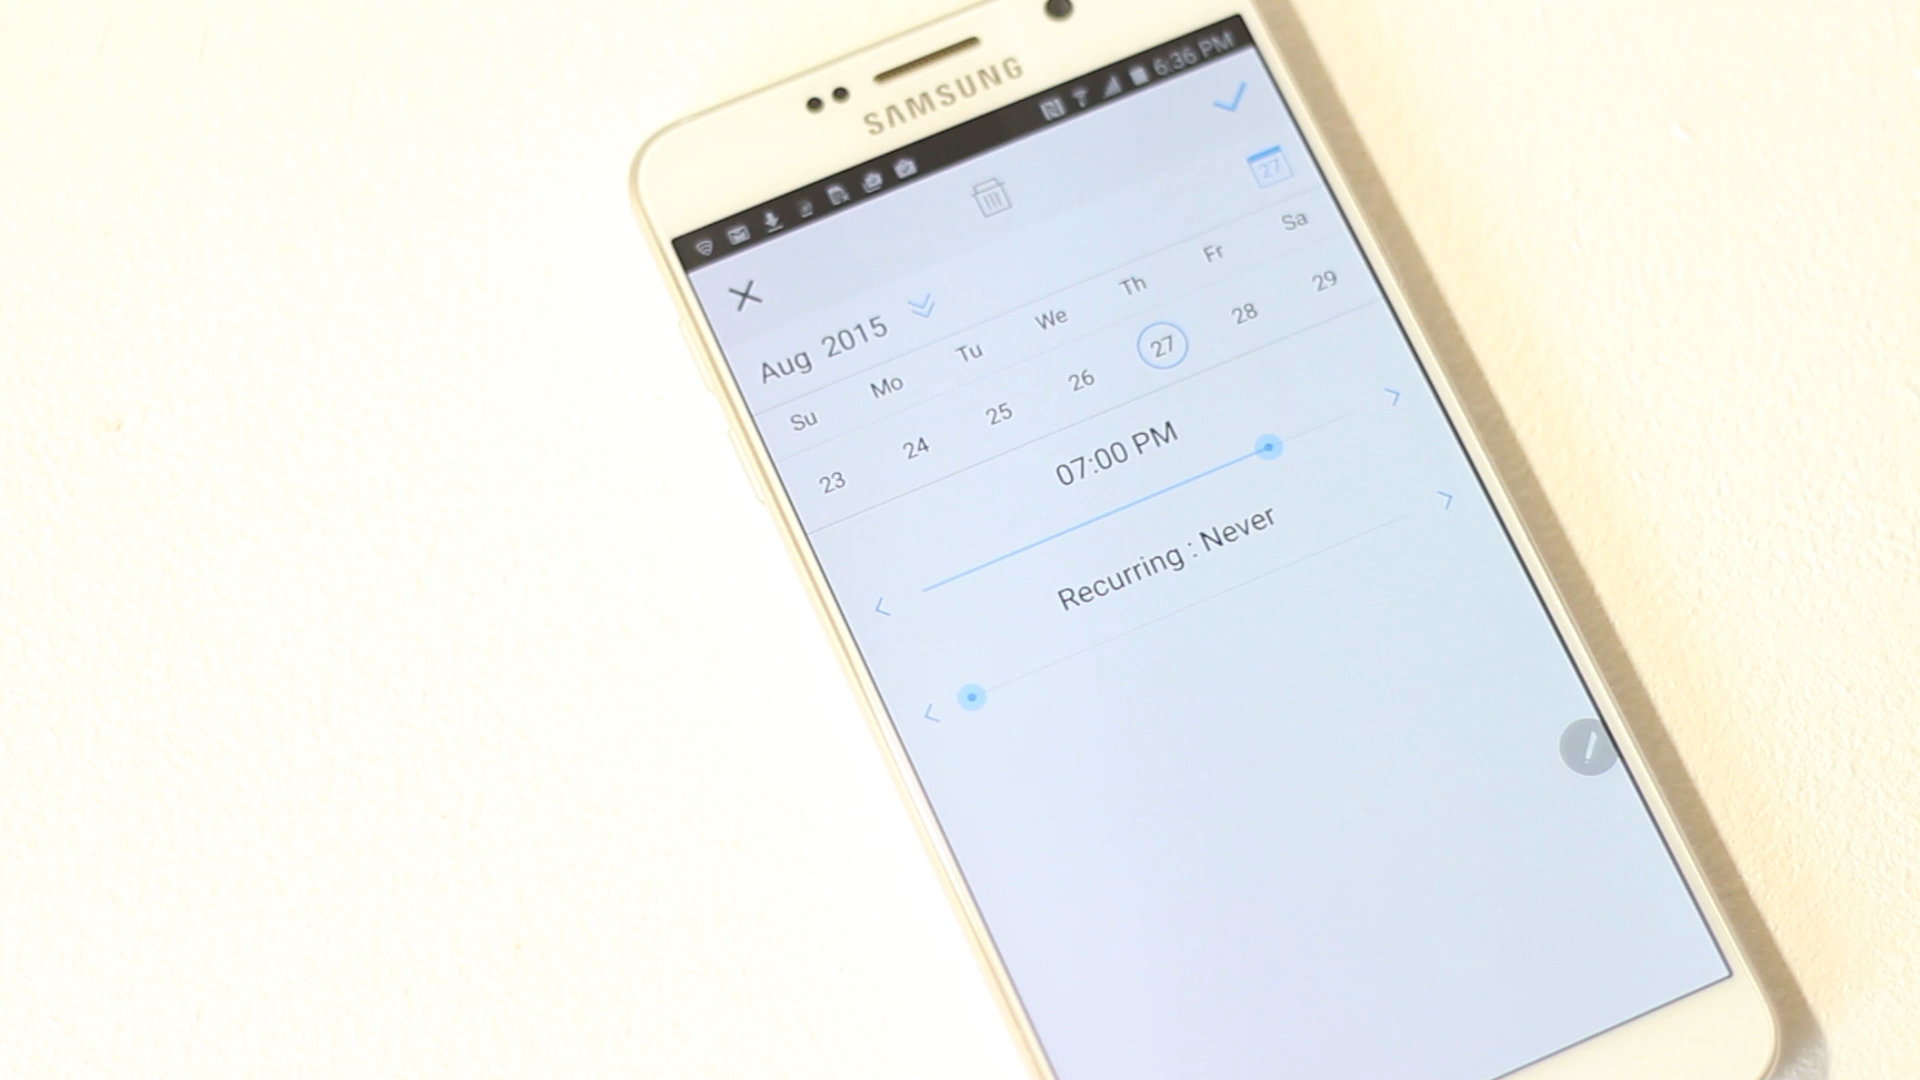 SAMSUNG
6:36 PM
27
Aug 2015
Su Mo Tu We Th Fr Sa
23 24 25 26 27 28 29
07:00 PM
Recurring : Never